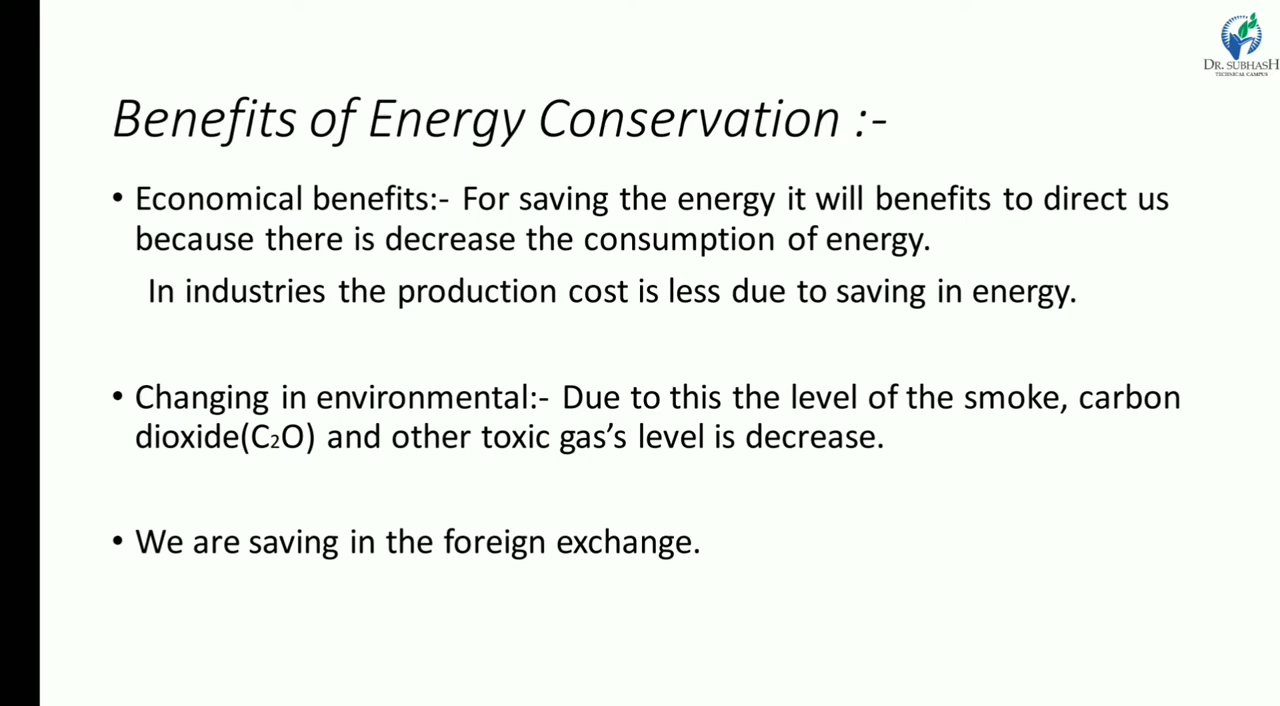 DR. SUBHASH
TECHNICAL CAMPUS
Benefits of Energy Conservation :-
• Economical benefits:- For saving the energy it will benefits to direct us
because there is decrease the consumption of energy.
In industries the production cost is less due to saving in energy.
• Changing in environmental:- Due to this the level of the smoke, carbon
dioxide(C₂O) and other toxic gas’s level is decrease.
• We are saving in the foreign exchange.